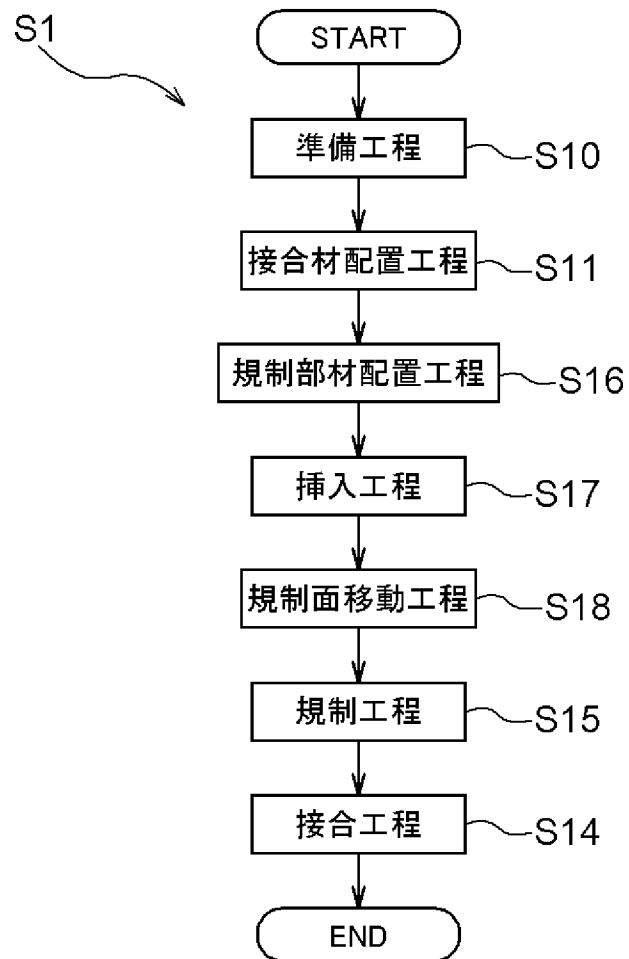 S1
START
準備工程
S10
接合材配置工程
S11
規制部材配置工程
S16
挿入工程
S17
規制面移動工程
S18
規制工程
S15
接合工程
S14
END